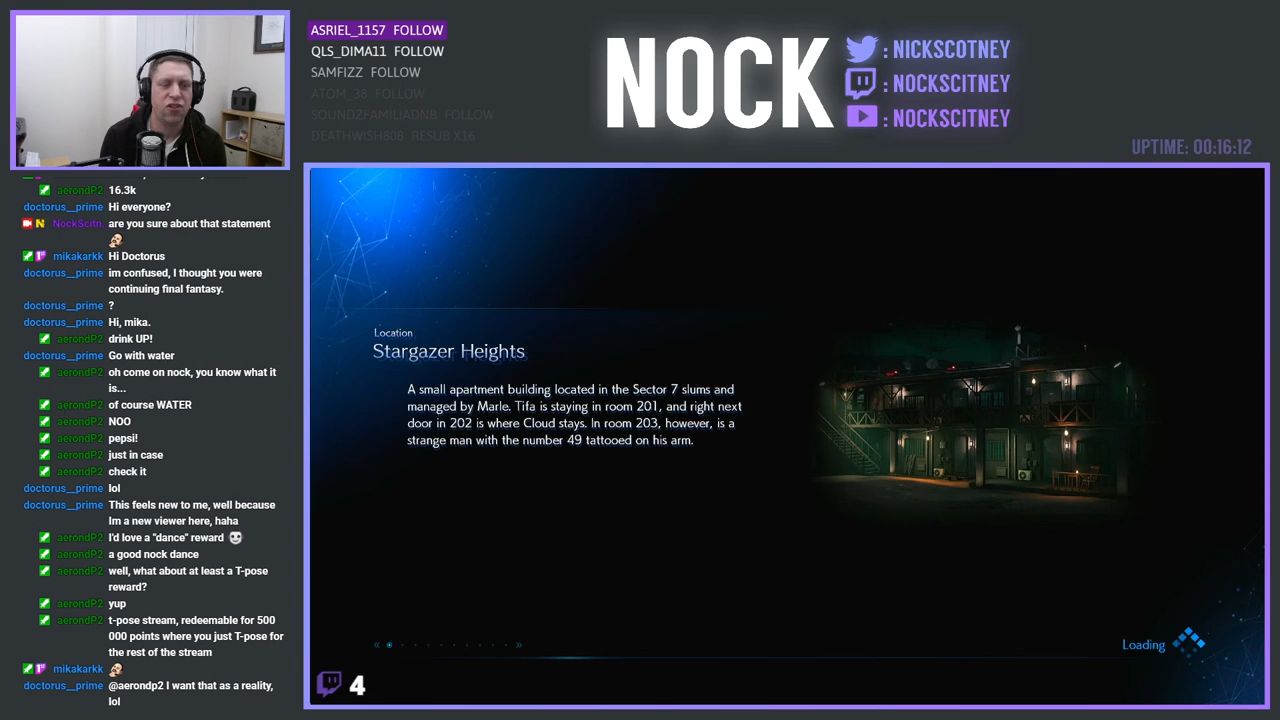 ASRIEL_1157 FOLLOW
QLS_DIMA11 FOLLOW
SAMFIZZ FOLLOW
ATOM_38 FOLLOW
SOUNDZFAMILIADNB FOLLOW
DEATHWISH808 RESUB X16
NOCK
: NICKSCOTNEY
: NOCKSCITNEY
: NOCKSCITNEY
UPTIME: 00:16:12
aerondP2 16.3k
doctorus__prime Hi everyone?
NockScitn are you sure about that statement
mikakarkk Hi Doctorus
doctorus__prime im confused, I thought you were
continuing final fantasy.
doctorus__prime ?
doctorus__prime Hi, mika.
aerondP2 drink UP!
doctorus__prime Go with water
aerondP2 oh come on nock, you know what it
is...
aerondP2 of course WATER
aerondP2 NOO
aerondP2 pepsi!
aerondP2 just in case
aerondP2 check it
doctorus__prime lol
doctorus__prime This feels new to me, well because
Im a new viewer here, haha
aerondP2 I'd love a "dance" reward
aerondP2 a good nock dance
aerondP2 well, what about at least a T-pose
reward?
aerondP2 yup
aerondP2 t-pose stream, redeemable for 500
000 points where you just T-pose for
the rest of the stream
mikakarkk
doctorus__prime @aerondp2 I want that as a reality,
lol
Location
Stargazer Heights
A small apartment building located in the Sector 7 slums and
managed by Marle. Tifa is staying in room 201, and right next
door in 202 is where Cloud stays. In room 203, however, is a
strange man with the number 49 tattooed on his arm.
Loading
4